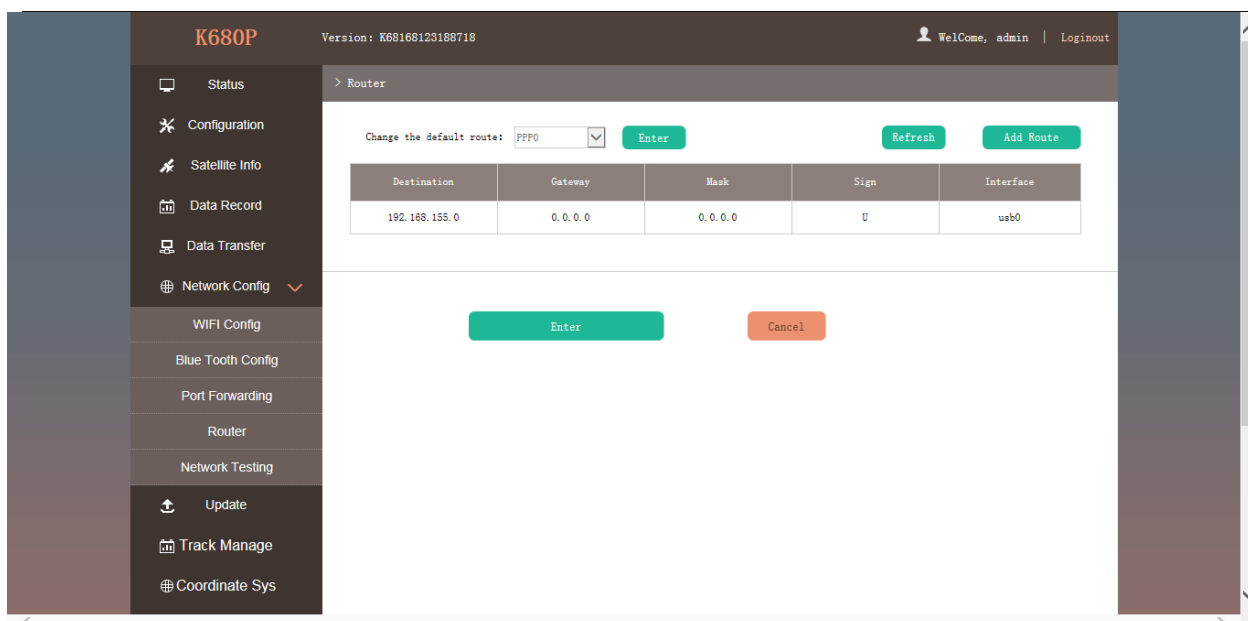 K680P
Version: K68168123188718
WelCome, admin | Loginout
Status
Configuration
Satellite Info
Data Record
Data Transfer
Network Config
WIFI Config
Blue Tooth Config
Port Forwarding
Router
Network Testing
Update
Track Manage
Coordinate Sys
> Router
Change the default route: PPP0 Enter Refresh Add Route
Destination Gateway Mask Sign Interface
192.168.155.0 0.0.0.0 0.0.0.0 U usb0
Enter Cancel